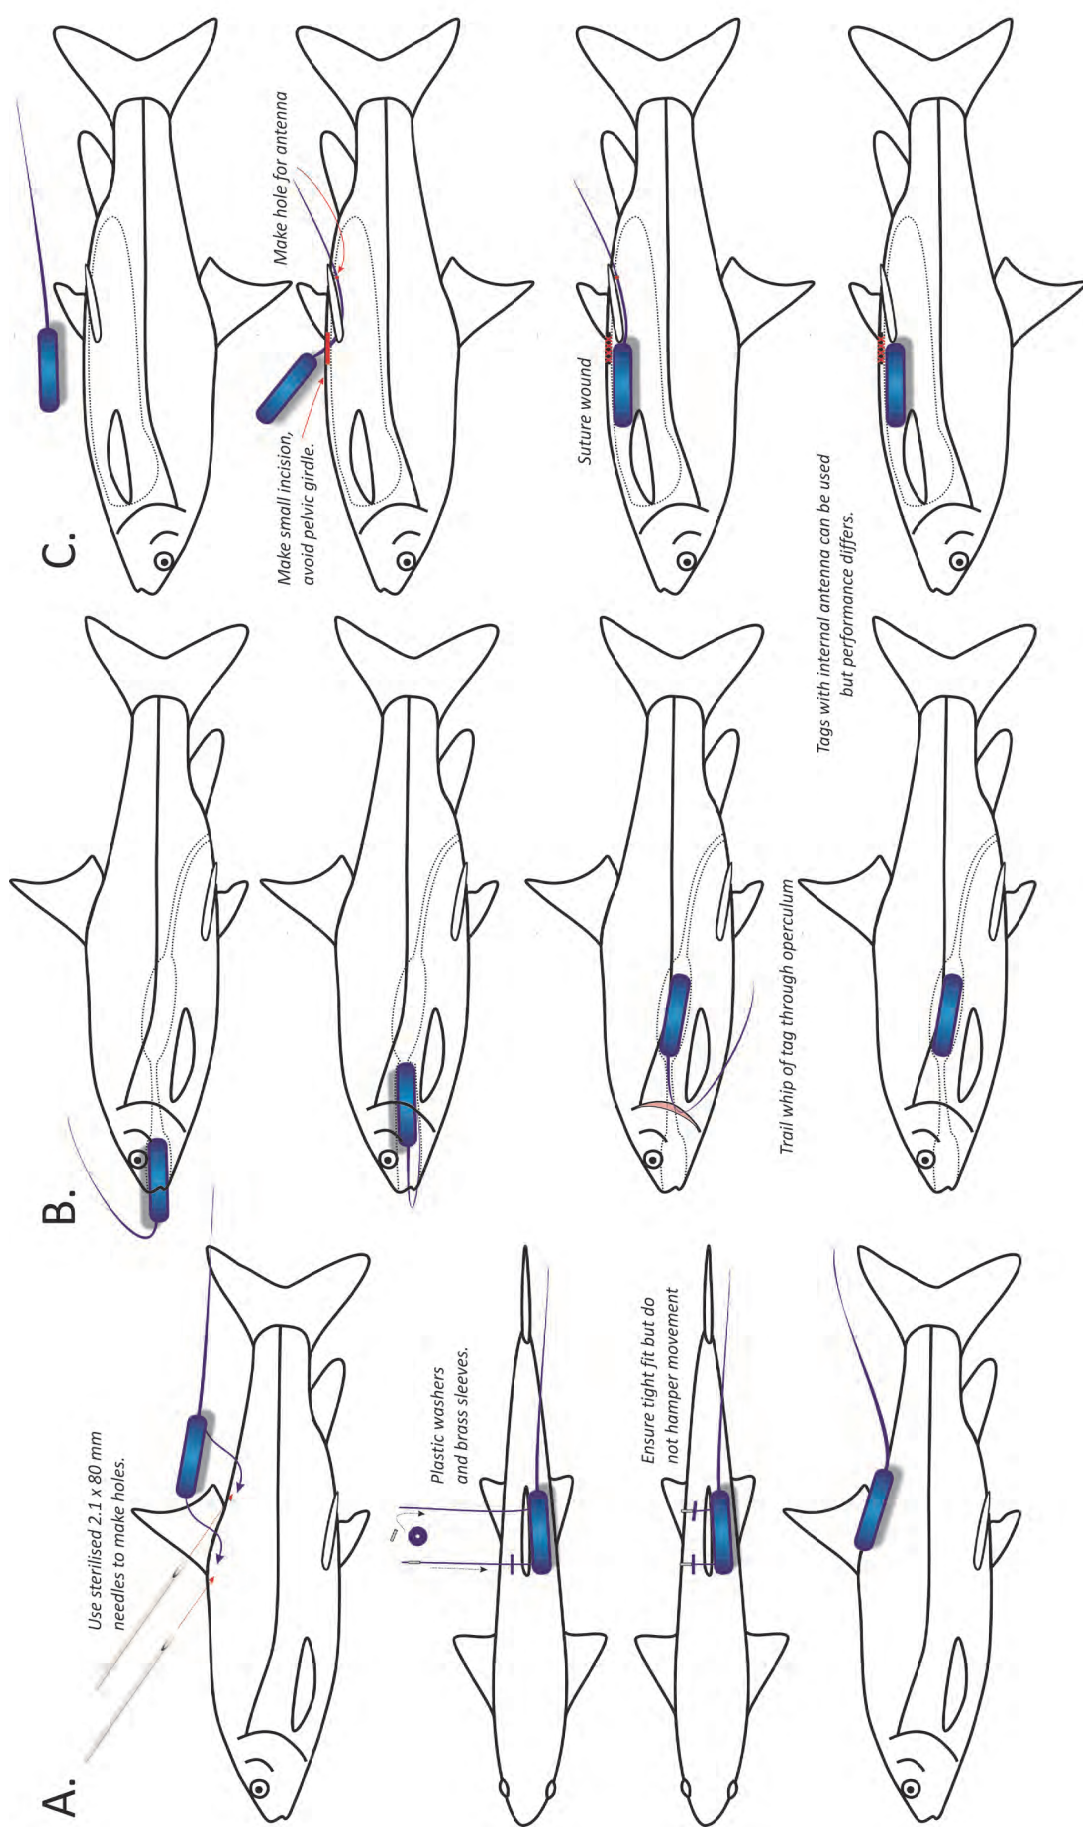 A.
Use sterilised 2.1 x 80 mm
needles to make holes.
Plastic washers
and brass sleeves.
Ensure tight fit but do
not hamper movement
B.
Trail whip of tag through operculum
Tags with internal antenna can be used
but performance differs.
C.
Make small incision,
avoid pelvic girdle.
Make hole for antenna
Suture wound